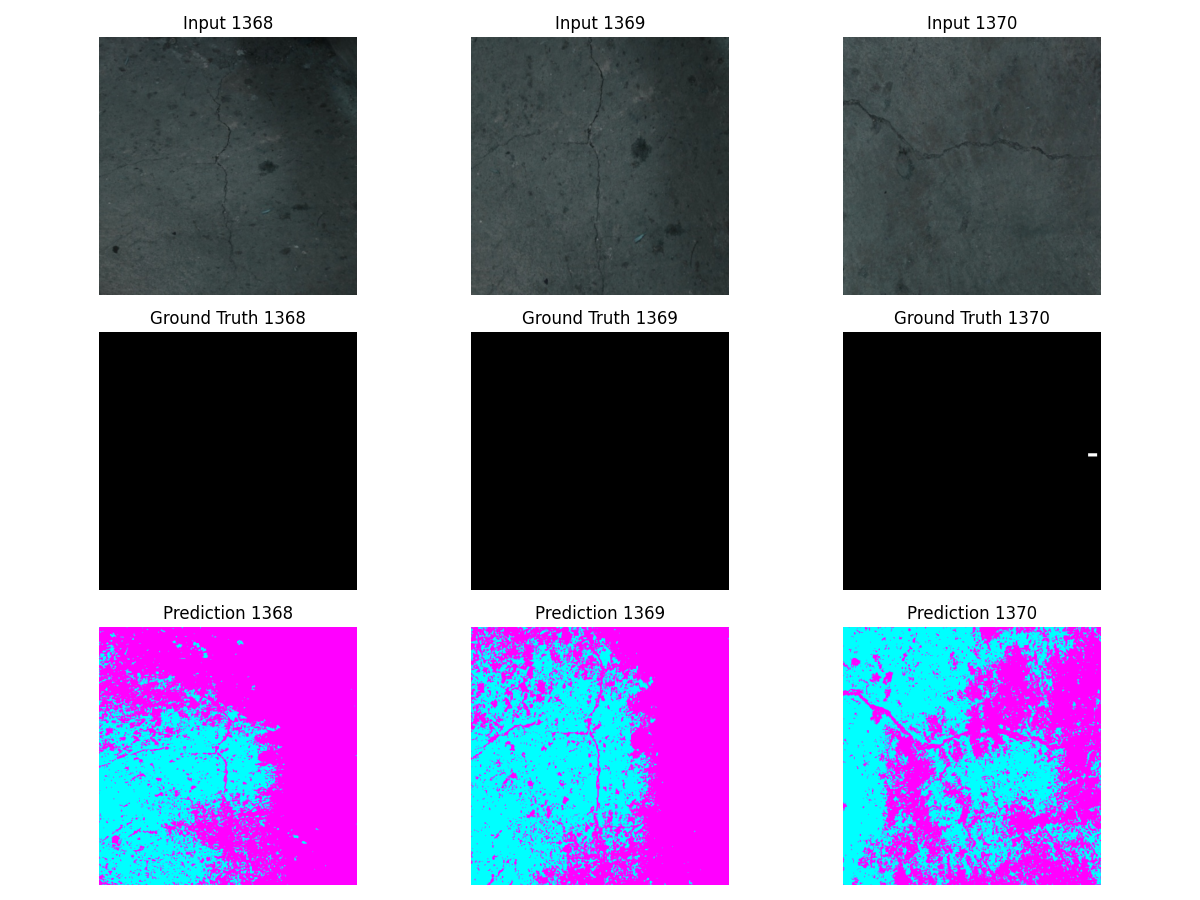 Input 1368
Input 1369
Input 1370
Ground Truth 1368
Ground Truth 1369
Ground Truth 1370
Prediction 1368
Prediction 1369
Prediction 1370